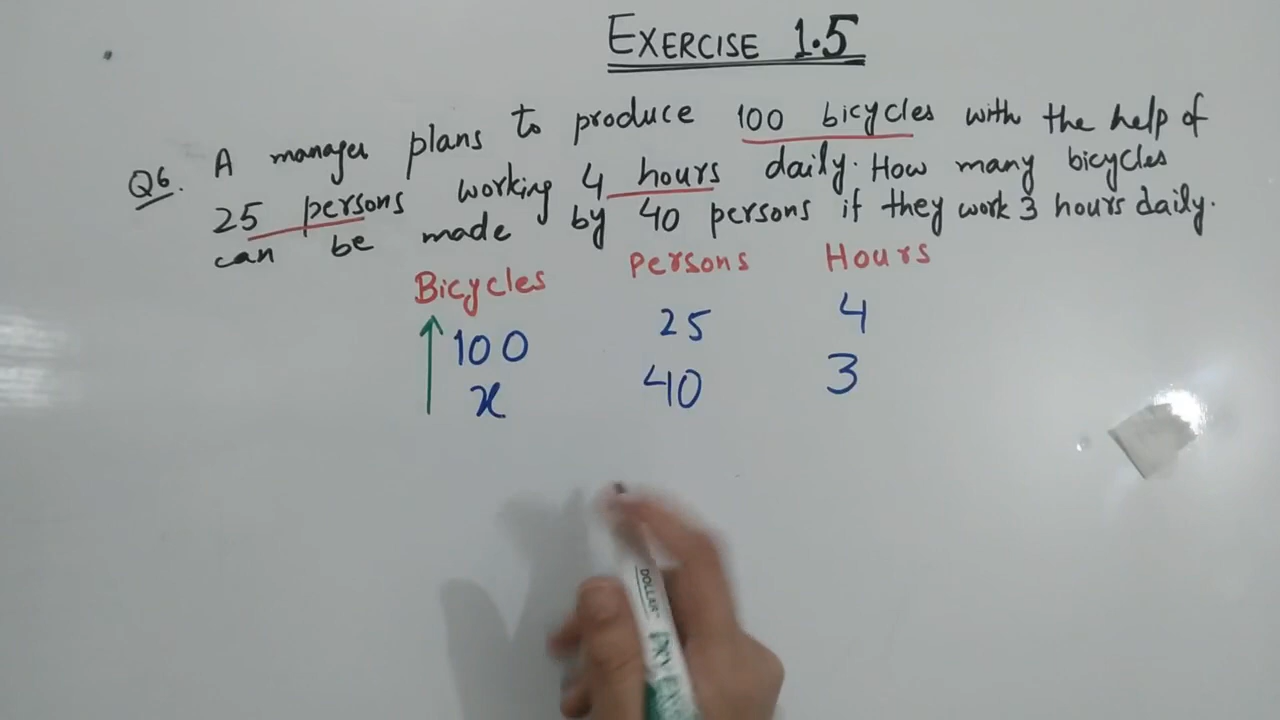 EXERCISE 1.5
Q6. A manager plans to produce 100 bicycles with the help of
25 persons working 4 hours daily. How many bicycles
can be made by 40 persons if they work 3 hours daily.
Bicycles Persons Hours
100 25 4
x 40 3
DOLLAR